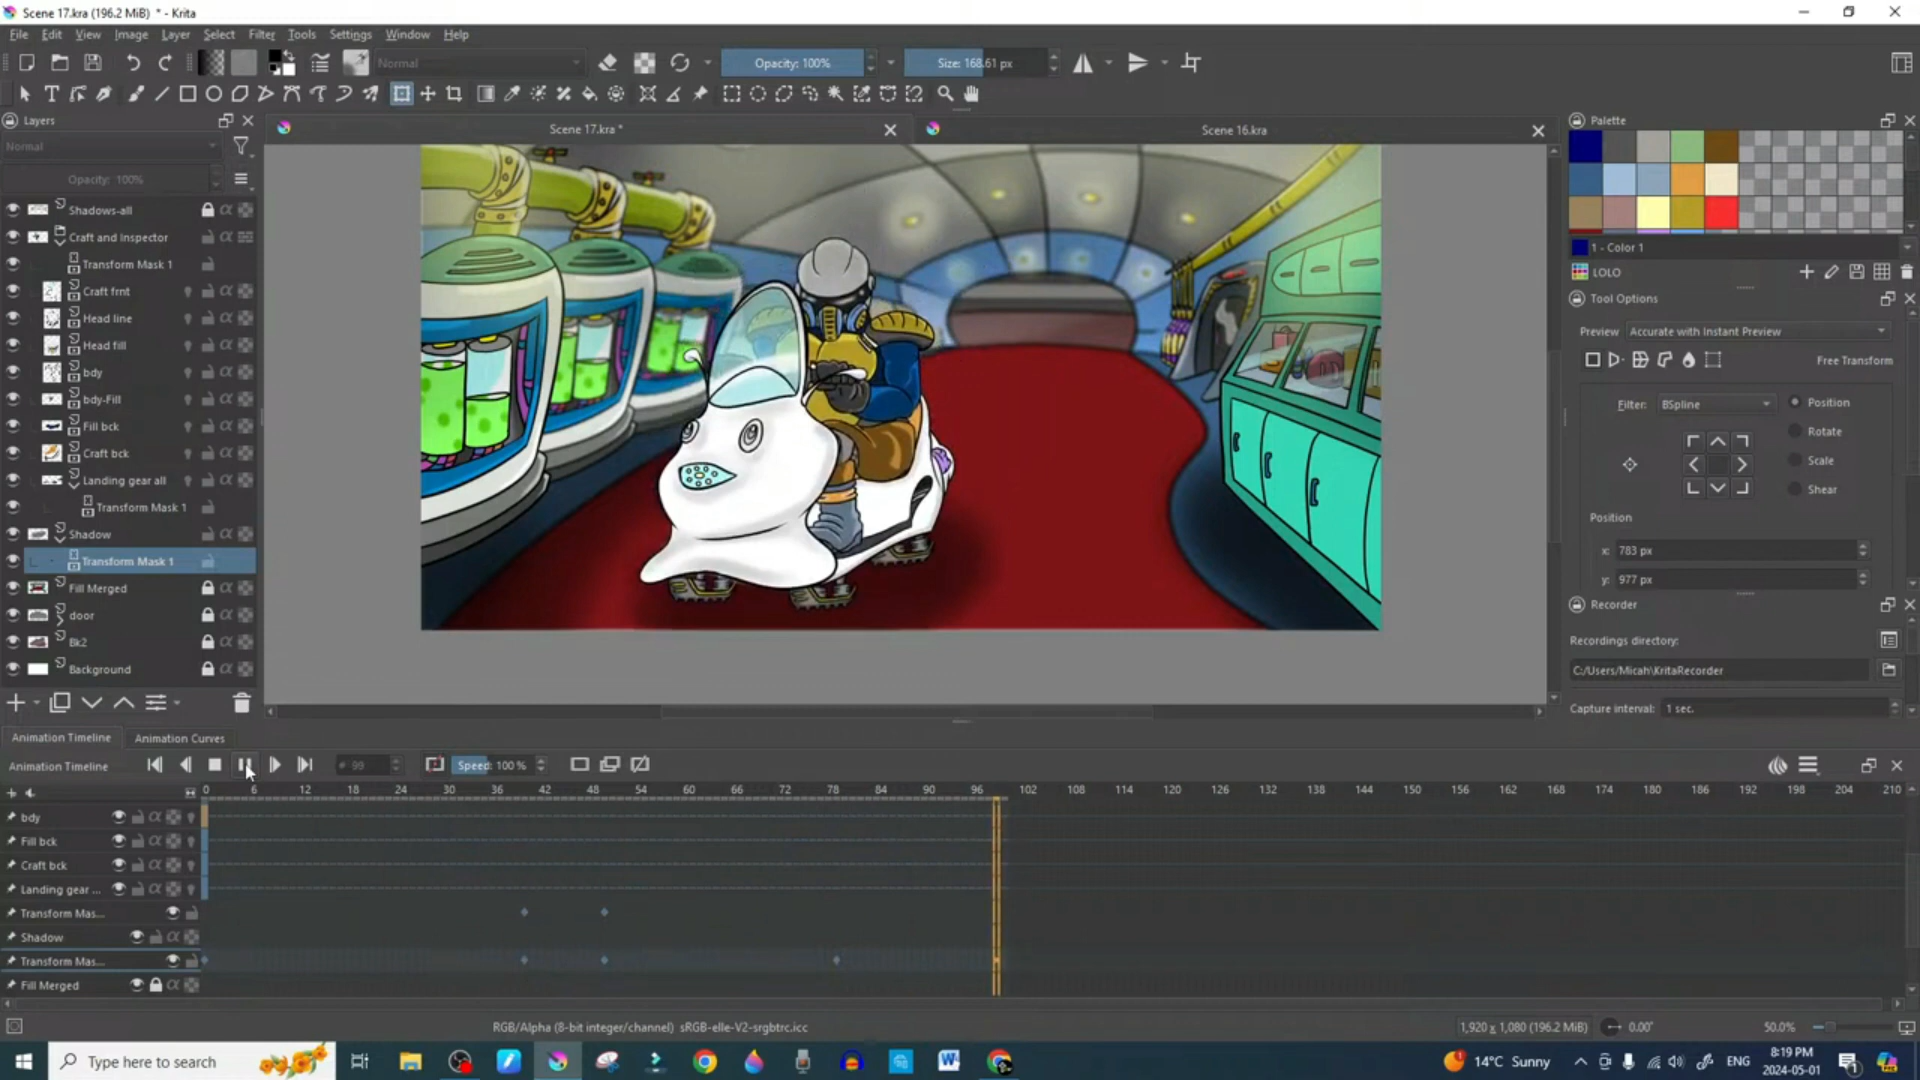 Scene 17.kra (196.2 MiB) * - Krita
File Edit View Image Layer Select Filter Tools Settings Window Help
Normal
Opacity: 100%
Size: 168.61 px
Layers
Scene 17.kra *
Scene 16.kra
Palette
Normal
Opacity: 100%
Shadows-all
Craft and Inspector
Transform Mask 1
Craft frnt
Head line
Head fill
bdy
bdy-Fill
Fill bck
Craft bck
Landing gear all
Transform Mask 1
Shadow
Transform Mask 1
Fill Merged
door
Bk2
Background
1 - Color 1
LOLO
Tool Options
Preview Accurate with Instant Preview
Free Transform
Filter: BSpline
Position
Rotate
Scale
Shear
Position
x: 783 px
y: 977 px
Recorder
Recordings directory:
C:/Users/Micah\KritaRecorder
Capture interval: 1 sec.
Animation Timeline Animation Curves
Animation Timeline
# 99
Speed: 100 %
0 6 12 18 24 30 36 42 48 54 60 66 72 78 84 90 96 102 108 114 120 126 132 138 144 150 156 162 168 174 180 186 192 198 204 210
bdy
Fill bck
Craft bck
Landing gear ...
Transform Mas...
Shadow
Transform Mas...
Fill Merged
RGB/Alpha (8-bit integer/channel) sRGB-elle-V2-srgbtrc.icc
1,920 x 1,080 (196.2 MiB)
0.00°
50.0%
Type here to search
14°C Sunny
ENG
8:19 PM
2024-05-01
1